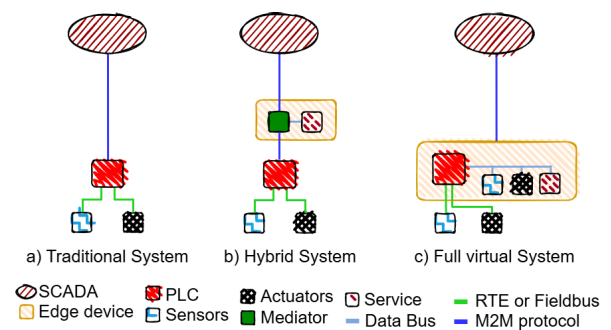 a) Traditional System
b) Hybrid System
c) Full virtual System
SCADA
PLC
Actuators
Service
RTE or Fieldbus
Edge device
Sensors
Mediator
Data Bus
M2M protocol